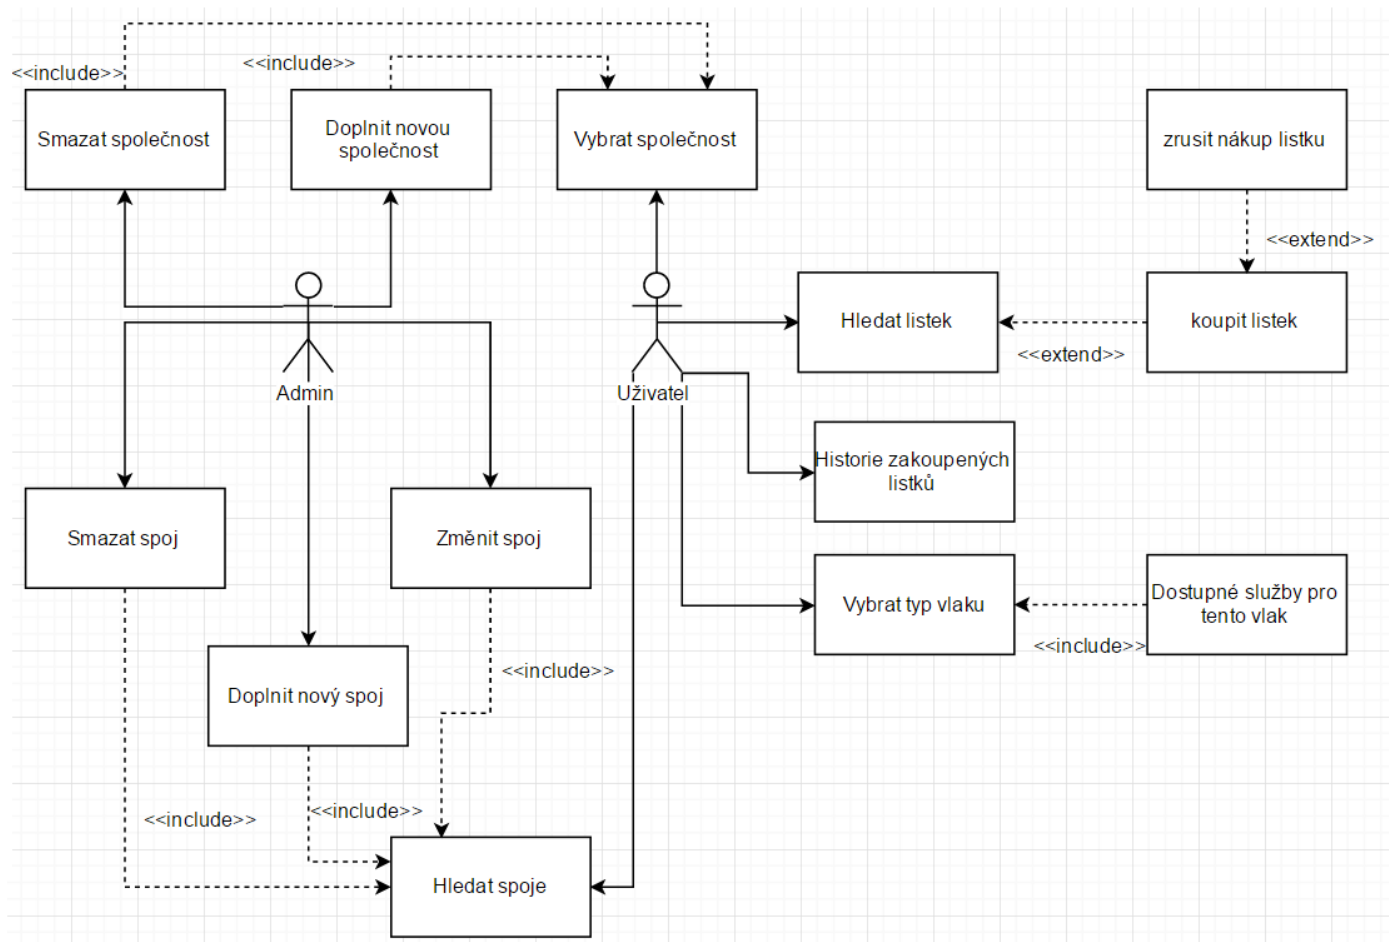 <<include>>
<<include>>
Smazat společnost
Doplnit novou
společnost
Vybrat společnost
zrusit nákup listku
<<extend>>
Hledat listek
koupit listek
<<extend>>
Admin
Uživatel
Historie zakoupených
listků
Smazat spoj
Změnit spoj
Vybrat typ vlaku
Dostupné služby pro
tento vlak
<<include>>
<<include>>
Doplnit nový spoj
<<include>>
<<include>>
Hledat spoje